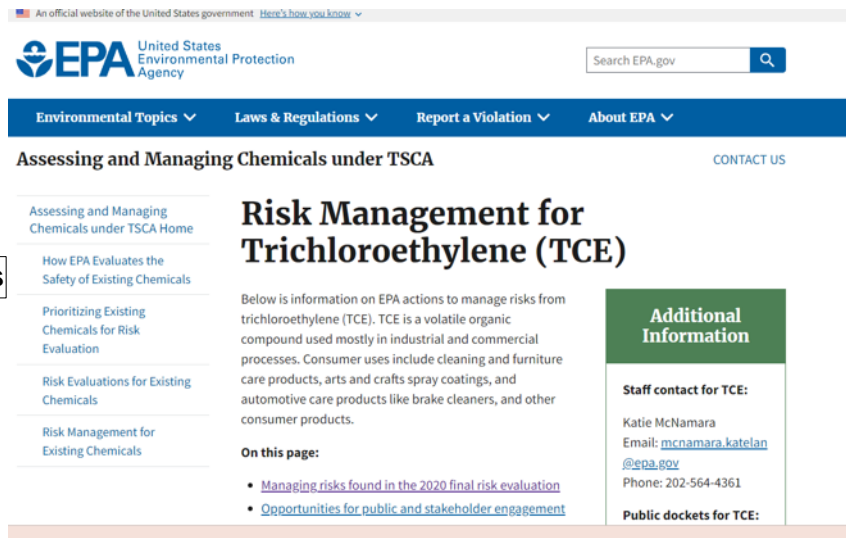 An official website of the United States government Here's how you know
EPA United States
Environmental Protection
Agency
Search EPA.gov
Environmental Topics Laws & Regulations Report a Violation About EPA
Assessing and Managing Chemicals under TSCA
CONTACT US
Assessing and Managing
Chemicals under TSCA Home
How EPA Evaluates the
Safety of Existing Chemicals
Prioritizing Existing
Chemicals for Risk
Evaluation
Risk Evaluations for Existing
Chemicals
Risk Management for
Existing Chemicals
s
Risk Management for
Trichloroethylene (TCE)
Below is information on EPA actions to manage risks from
trichloroethylene (TCE). TCE is a volatile organic
compound used mostly in industrial and commercial
processes. Consumer uses include cleaning and furniture
care products, arts and crafts spray coatings, and
automotive care products like brake cleaners, and other
consumer products.
On this page:
• Managing risks found in the 2020 final risk evaluation
• Opportunities for public and stakeholder engagement
Additional
Information
Staff contact for TCE:
Katie McNamara
Email: mcnamara.katelan
@epa.gov
Phone: 202-564-4361
Public dockets for TCE: